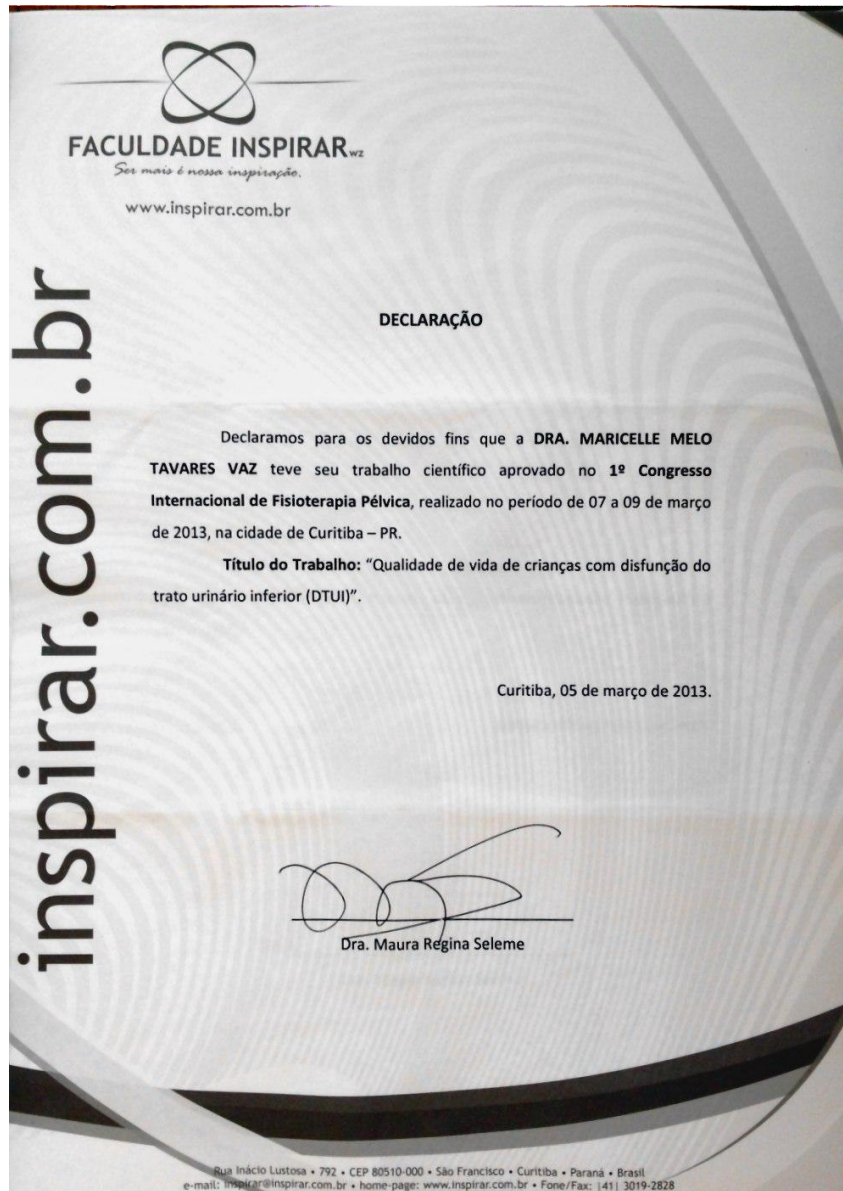 FACULDADE INSPIRAR wz
Ser mais é nossa inspiração.
www.inspirar.com.br
inspirar.com.br
DECLARAÇÃO
Declaramos para os devidos fins que a DRA. MARICELLE MELO
TAVARES VAZ teve seu trabalho científico aprovado no 1º Congresso
Internacional de Fisioterapia Pélvica, realizado no período de 07 a 09 de março
de 2013, na cidade de Curitiba – PR.
Título do Trabalho: “Qualidade de vida de crianças com disfunção do
trato urinário inferior (DTUI)”.
Curitiba, 05 de março de 2013.
Dra. Maura Regina Seleme
Rua Inácio Lustosa • 792 • CEP 80510-000 • São Francisco • Curitiba • Paraná • Brasil
e-mail: inspirar@inspirar.com.br • home-page: www.inspirar.com.br • Fone/Fax: |41| 3019-2828